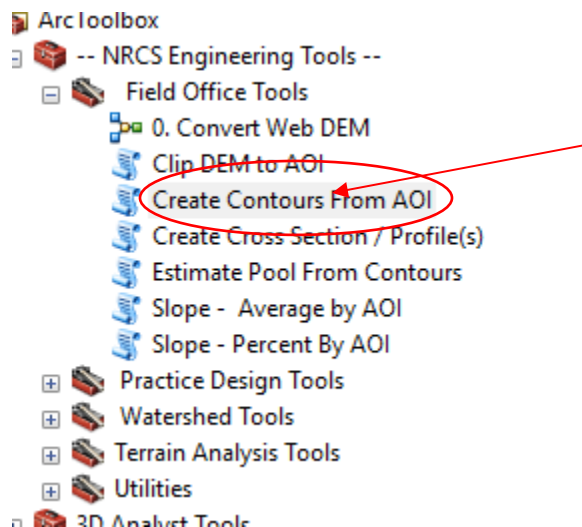 ArcToolbox
-- NRCS Engineering Tools --
Field Office Tools
0. Convert Web DEM
Clip DEM to AOI
Create Contours From AOI
Create Cross Section / Profile(s)
Estimate Pool From Contours
Slope - Average by AOI
Slope - Percent By AOI
Practice Design Tools
Watershed Tools
Terrain Analysis Tools
Utilities
3D Analyst Tools